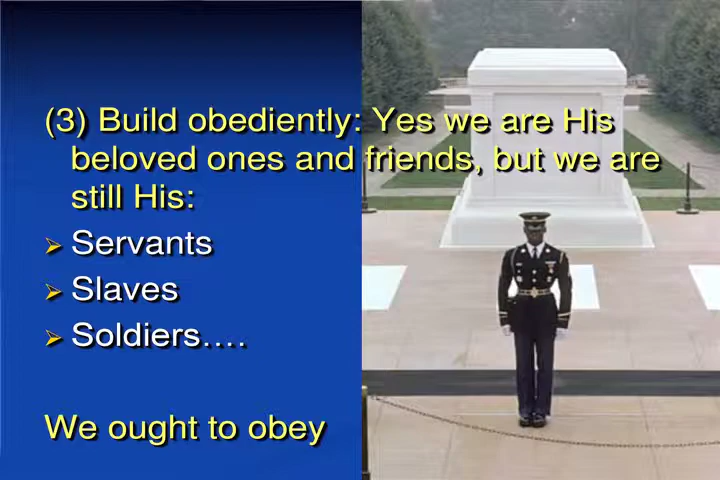 (3) Build obediently: Yes we are His
beloved ones and friends, but we are
still His:
➢ Servants
➢ Slaves
➢ Soldiers….
We ought to obey